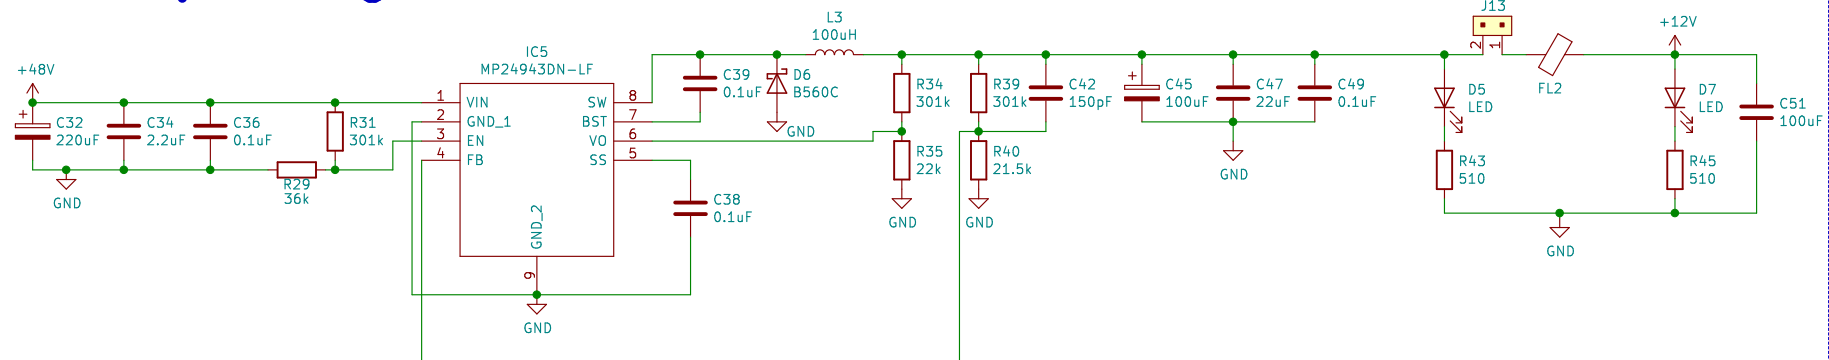 +48V
+
C32
220uF
GND
C34
2.2uF
C36
0.1uF
R31
301k
R29
36k
IC5
MP24943DN-LF
1
2
3
4
VIN
GND_1
EN
FB
SW
BST
VO
SS
8
7
6
5
GND_2
9
GND
C38
0.1uF
C39
0.1uF
D6
B560C
GND
L3
100uH
R34
301k
R35
22k
GND
R39
301k
R40
21.5k
GND
C42
150pF
+
C45
100uF
C47
22uF
GND
C49
0.1uF
D5
LED
R43
510
J13
2
1
FL2
GND
+12V
D7
LED
R45
510
C51
100uF